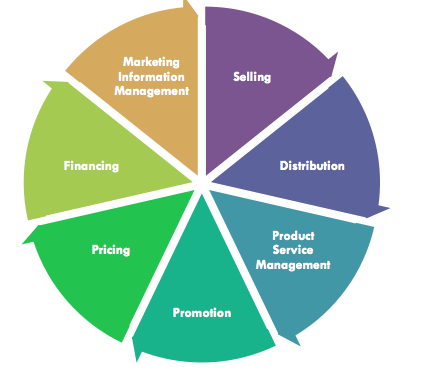 Marketing
Information
Management
Selling
Financing
Distribution
Pricing
Product
Service
Management
Promotion